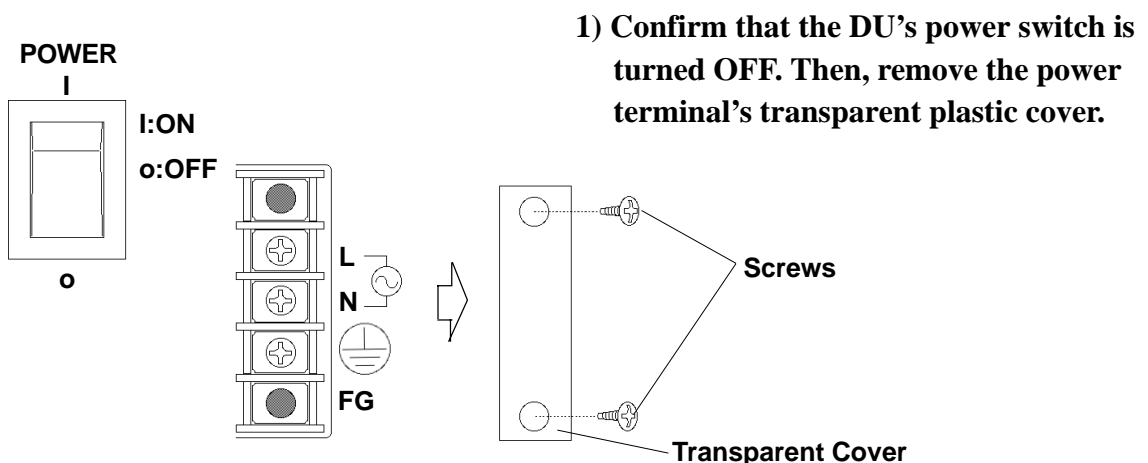 1) Confirm that the DU’s power switch is
turned OFF. Then, remove the power
terminal’s transparent plastic cover.
POWER
I
I:ON
o:OFF
o
L
N
FG
Screws
Transparent Cover